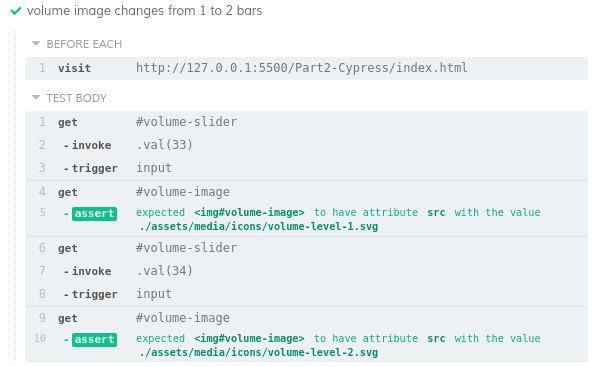 volume image changes from 1 to 2 bars
BEFORE EACH
1 visit http://127.0.0.1:5500/Part2-Cypress/index.html
TEST BODY
1 get #volume-slider
2 -invoke .val(33)
3 -trigger input
4 get #volume-image
5 -assert expected <img#volume-image> to have attribute src with the value
./assets/media/icons/volume-level-1.svg
6 get #volume-slider
7 -invoke .val(34)
8 -trigger input
9 get #volume-image
10 -assert expected <img#volume-image> to have attribute src with the value
./assets/media/icons/volume-level-2.svg